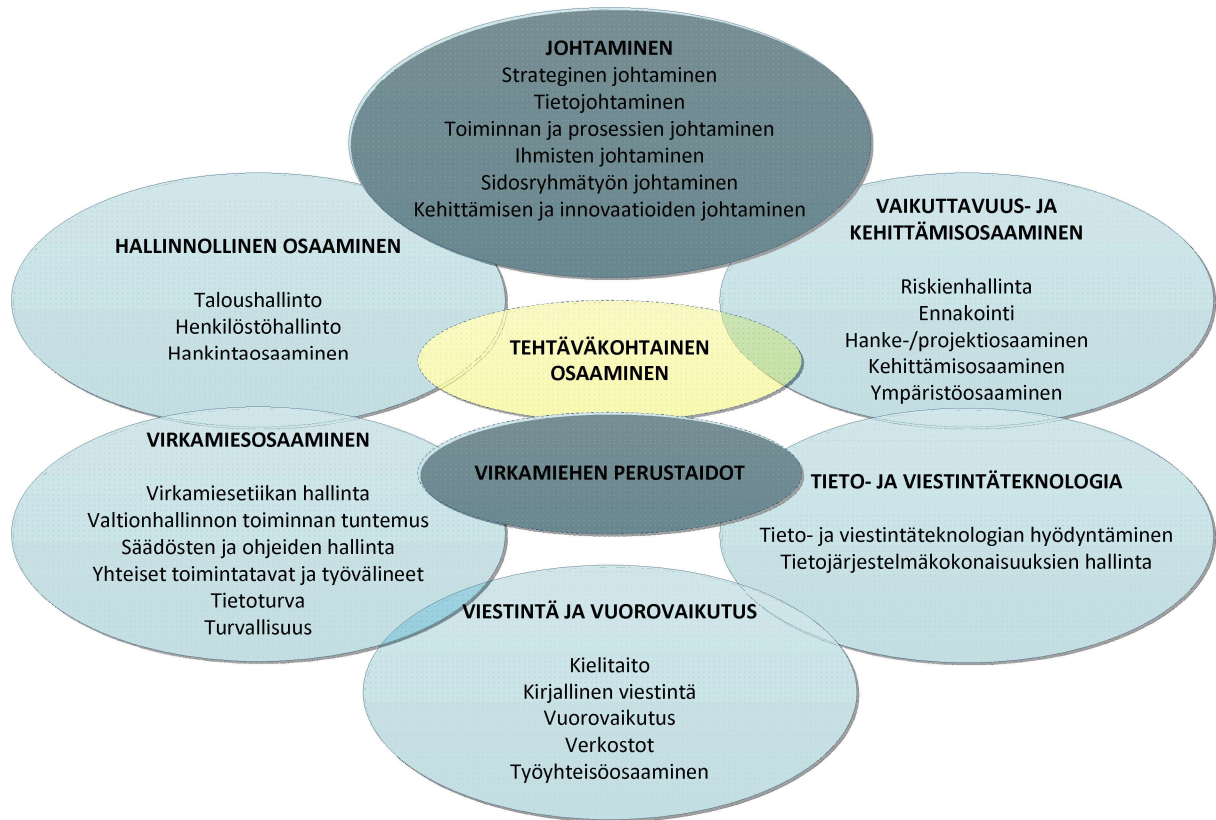 JOHTAMINEN
Strateginen johtaminen
Tietojohtaminen
Toiminnan ja prosessien johtaminen
Ihmisten johtaminen
Sidosryhmätyön johtaminen
Kehittämisen ja innovaatioiden johtaminen
HALLINNOLLINEN OSAAMINEN
Taloushallinto
Henkilöstöhallinto
Hankintaosaaminen
VAIKUTTAVUUS- JA
KEHITTÄMISOSAAMINEN
Riskienhallinta
Ennakointi
Hanke-/projektiosaaminen
Kehittämisosaaminen
Ympäristöosaaminen
TEHTÄVÄKOHTAINEN
OSAAMINEN
VIRKAMIESOSAAMINEN
Virkamiesetiikan hallinta
Valtionhallinnon toiminnan tuntemus
Säädösten ja ohjeiden hallinta
Yhteiset toimintatavat ja työvälineet
Tietoturva
Turvallisuus
VIRKAMIEHEN PERUSTAIDOT
TIETO- JA VIESTINTÄTEKNOLOGIA
Tieto- ja viestintäteknologian hyödyntäminen
Tietojärjestelmäkokonaisuuksien hallinta
VIESTINTÄ JA VUOROVAIKUTUS
Kielitaito
Kirjallinen viestintä
Vuorovaikutus
Verkostot
Työyhteisöosaaminen